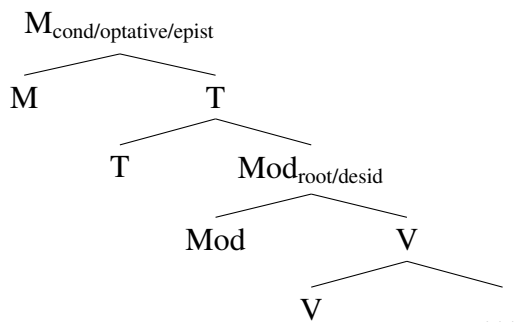 M_cond/optative/epist
M T
T Mod_root/desid
Mod V
V